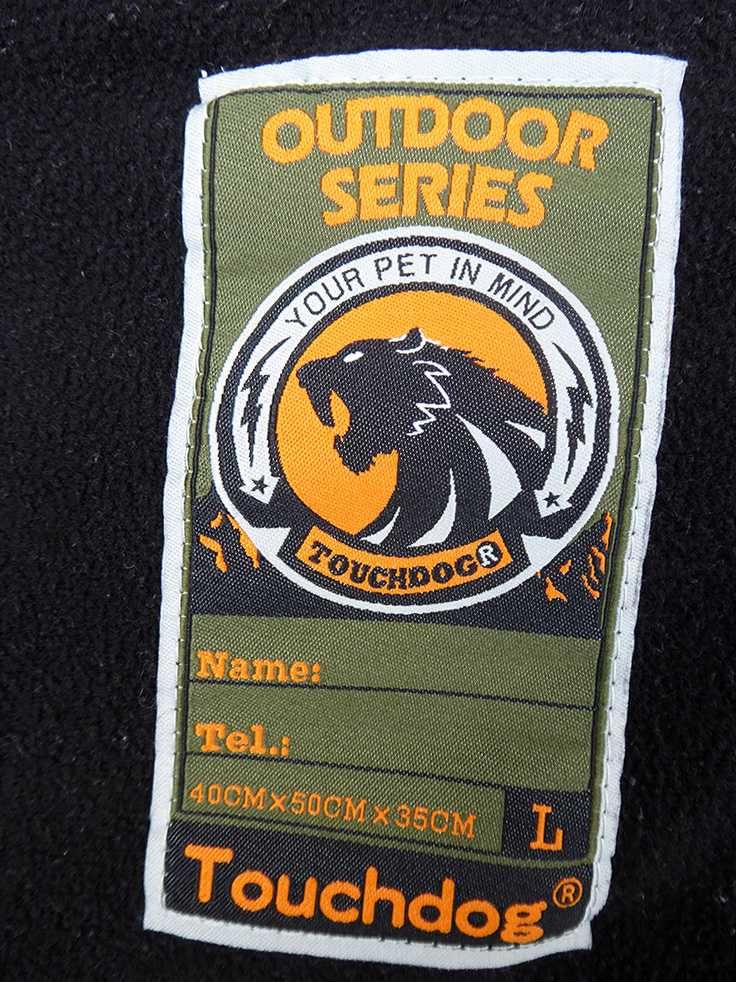 OUTDOOR
SERIES
YOUR PET IN MIND
TOUCHDOG®
Name:
Tel.:
40CM×50CM×35CM
L
Touchdog®